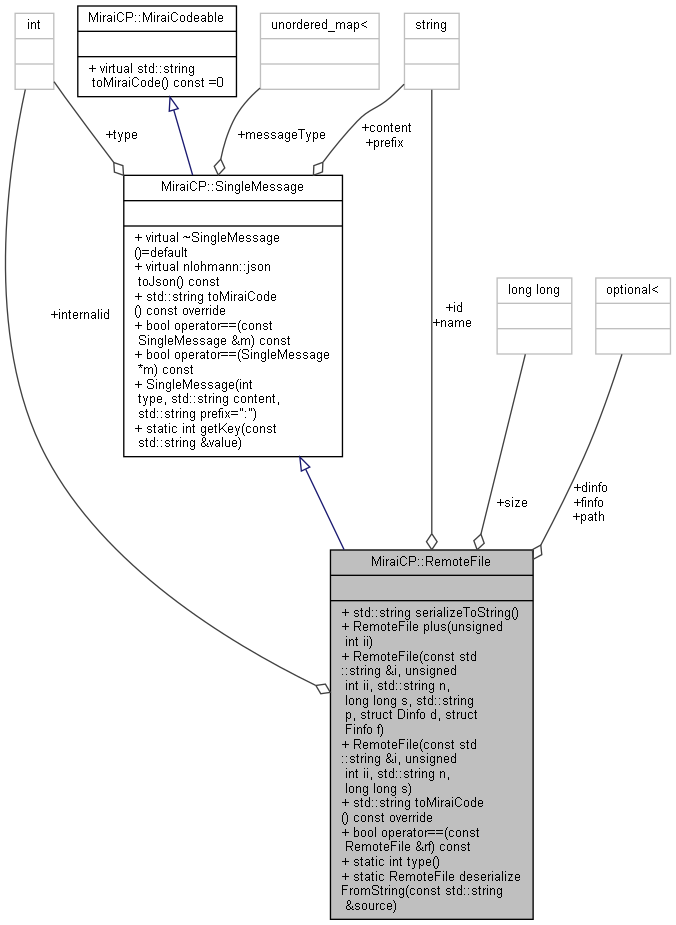 int
MiraiCP::MiraiCodeable
+ virtual std::string
toMiraiCode() const =0
unordered_map<
string
+type
+messageType
+content
+prefix
MiraiCP::SingleMessage
+ virtual ~SingleMessage
()=default
+ virtual nlohmann::json
toJson() const
+ std::string toMiraiCode
() const override
+ bool operator==(const
SingleMessage &m) const
+ bool operator==(SingleMessage
*m) const
+ SingleMessage(int
type, std::string content,
std::string prefix=":")
+ static int getKey(const
std::string &value)
+internalid
+id
+name
long long
optional<
+size
+dinfo
+finfo
+path
MiraiCP::RemoteFile
+ std::string serializeToString()
+ RemoteFile plus(unsigned
int ii)
+ RemoteFile(const std
::string &i, unsigned
int ii, std::string n,
long long s, std::string
p, struct Dinfo d, struct
Finfo f)
+ RemoteFile(const std
::string &i, unsigned
int ii, std::string n,
long long s)
+ std::string toMiraiCode
() const override
+ bool operator==(const
RemoteFile &rf) const
+ static int type()
+ static RemoteFile deserialize
FromString(const std::string
&source)